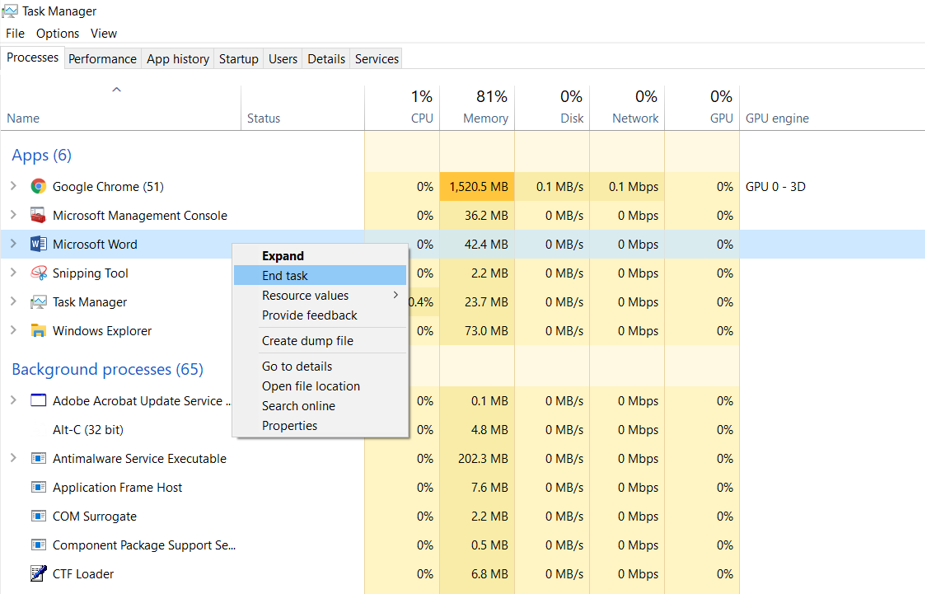 Task Manager
File Options View
Processes Performance App history Startup Users Details Services
1% 81% 0% 0% 0%
Name Status CPU Memory Disk Network GPU GPU engine
Apps (6)
Google Chrome (51) 0% 1,520.5 MB 0.1 MB/s 0.1 Mbps 0% GPU 0 - 3D
Microsoft Management Console 0% 36.2 MB 0 MB/s 0 Mbps 0%
Microsoft Word 0% 42.4 MB 0 MB/s 0 Mbps 0%
Expand
End task
Snipping Tool 0% 2.2 MB 0 MB/s 0 Mbps 0%
Resource values
Task Manager 0.4% 23.7 MB 0 MB/s 0 Mbps 0%
Provide feedback
Windows Explorer 0% 73.0 MB 0 MB/s 0 Mbps 0%
Create dump file
Go to details
Background processes (65)
Open file location
Adobe Acrobat Update Service ... 0% 0.1 MB 0 MB/s 0 Mbps 0%
Search online
Properties
Alt-C (32 bit) 0% 4.8 MB 0 MB/s 0 Mbps 0%
Antimalware Service Executable 0% 202.3 MB 0 MB/s 0 Mbps 0%
Application Frame Host 0% 7.6 MB 0 MB/s 0 Mbps 0%
COM Surrogate 0% 2.2 MB 0 MB/s 0 Mbps 0%
Component Package Support Se... 0% 0.5 MB 0 MB/s 0 Mbps 0%
CTF Loader 0% 6.8 MB 0 MB/s 0 Mbps 0%